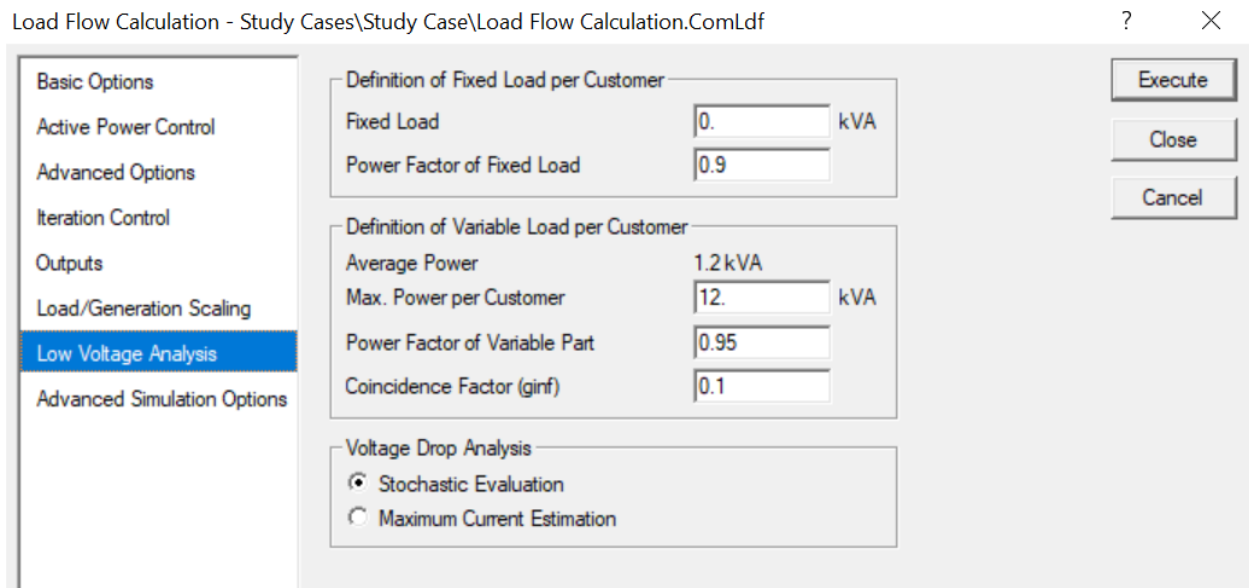 Load Flow Calculation - Study Cases\Study Case\Load Flow Calculation.ComLdf ?
Basic Options
Active Power Control
Advanced Options
Iteration Control
Outputs
Load/Generation Scaling
Low Voltage Analysis
Advanced Simulation Options
Definition of Fixed Load per Customer
Fixed Load 0. kVA
Power Factor of Fixed Load 0.9
Definition of Variable Load per Customer
Average Power 1.2 kVA
Max. Power per Customer 12. kVA
Power Factor of Variable Part 0.95
Coincidence Factor (ginf) 0.1
Voltage Drop Analysis
Stochastic Evaluation
Maximum Current Estimation
Execute
Close
Cancel